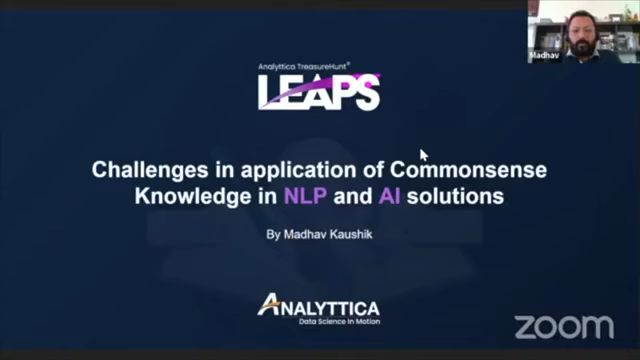 Madhav
Analyttica TreasureHunt®
LEAPS
Challenges in application of Commonsense
Knowledge in NLP and AI solutions
By Madhav Kaushik
ANALYTTICA
Data Science In Motion
zoom